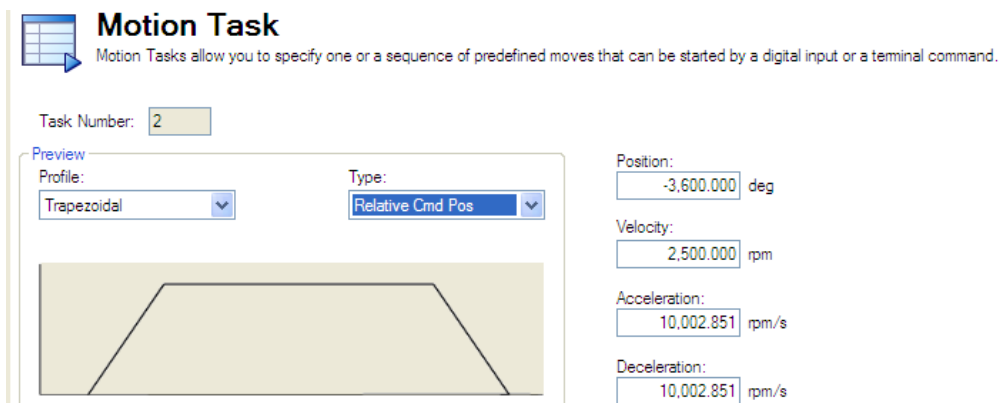 Motion Task
Motion Tasks allow you to specify one or a sequence of predefined moves that can be started by a digital input or a terminal command.
Task Number: 2
Preview
Profile:
Trapezoidal
Type:
Relative Cmd Pos
Position:
-3,600.000 deg
Velocity:
2,500.000 rpm
Acceleration:
10,002.851 rpm/s
Deceleration:
10,002.851 rpm/s